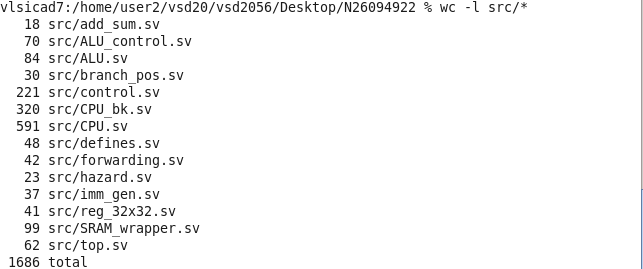 vlsicad7:/home/user2/vsd20/vsd2056/Desktop/N26094922 % wc -l src/*
18 src/add_sum.sv
70 src/ALU_control.sv
84 src/ALU.sv
30 src/branch_pos.sv
221 src/control.sv
320 src/CPU_bk.sv
591 src/CPU.sv
48 src/defines.sv
42 src/forwarding.sv
23 src/hazard.sv
37 src/imm_gen.sv
41 src/reg_32x32.sv
99 src/SRAM_wrapper.sv
62 src/top.sv
1686 total